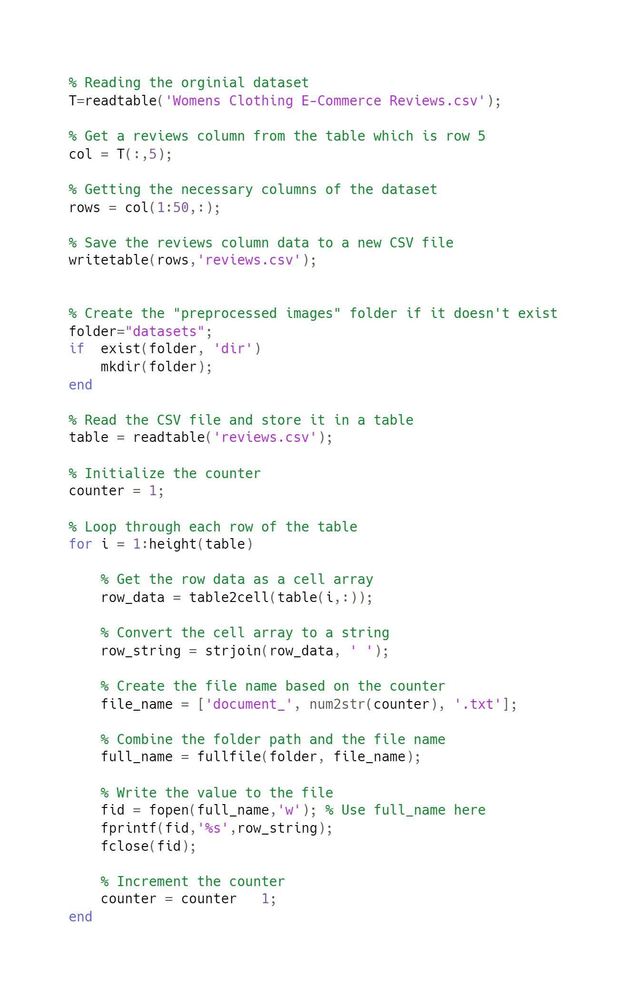 % Reading the orginial dataset
T=readtable('Womens Clothing E-Commerce Reviews.csv');
% Get a reviews column from the table which is row 5
col = T(:,5);
% Getting the necessary columns of the dataset
rows = col(1:50,:);
% Save the reviews column data to a new CSV file
writetable(rows,'reviews.csv');
% Create the "preprocessed images" folder if it doesn't exist
folder="datasets";
if  exist(folder, 'dir')
    mkdir(folder);
end
% Read the CSV file and store it in a table
table = readtable('reviews.csv');
% Initialize the counter
counter = 1;
% Loop through each row of the table
for i = 1:height(table)
    % Get the row data as a cell array
    row_data = table2cell(table(i,:));
    % Convert the cell array to a string
    row_string = strjoin(row_data, ' ');
    % Create the file name based on the counter
    file_name = ['document_', num2str(counter), '.txt'];
    % Combine the folder path and the file name
    full_name = fullfile(folder, file_name);
    % Write the value to the file
    fid = fopen(full_name,'w'); % Use full_name here
    fprintf(fid,'%s',row_string);
    fclose(fid);
    % Increment the counter
    counter = counter   1;
end